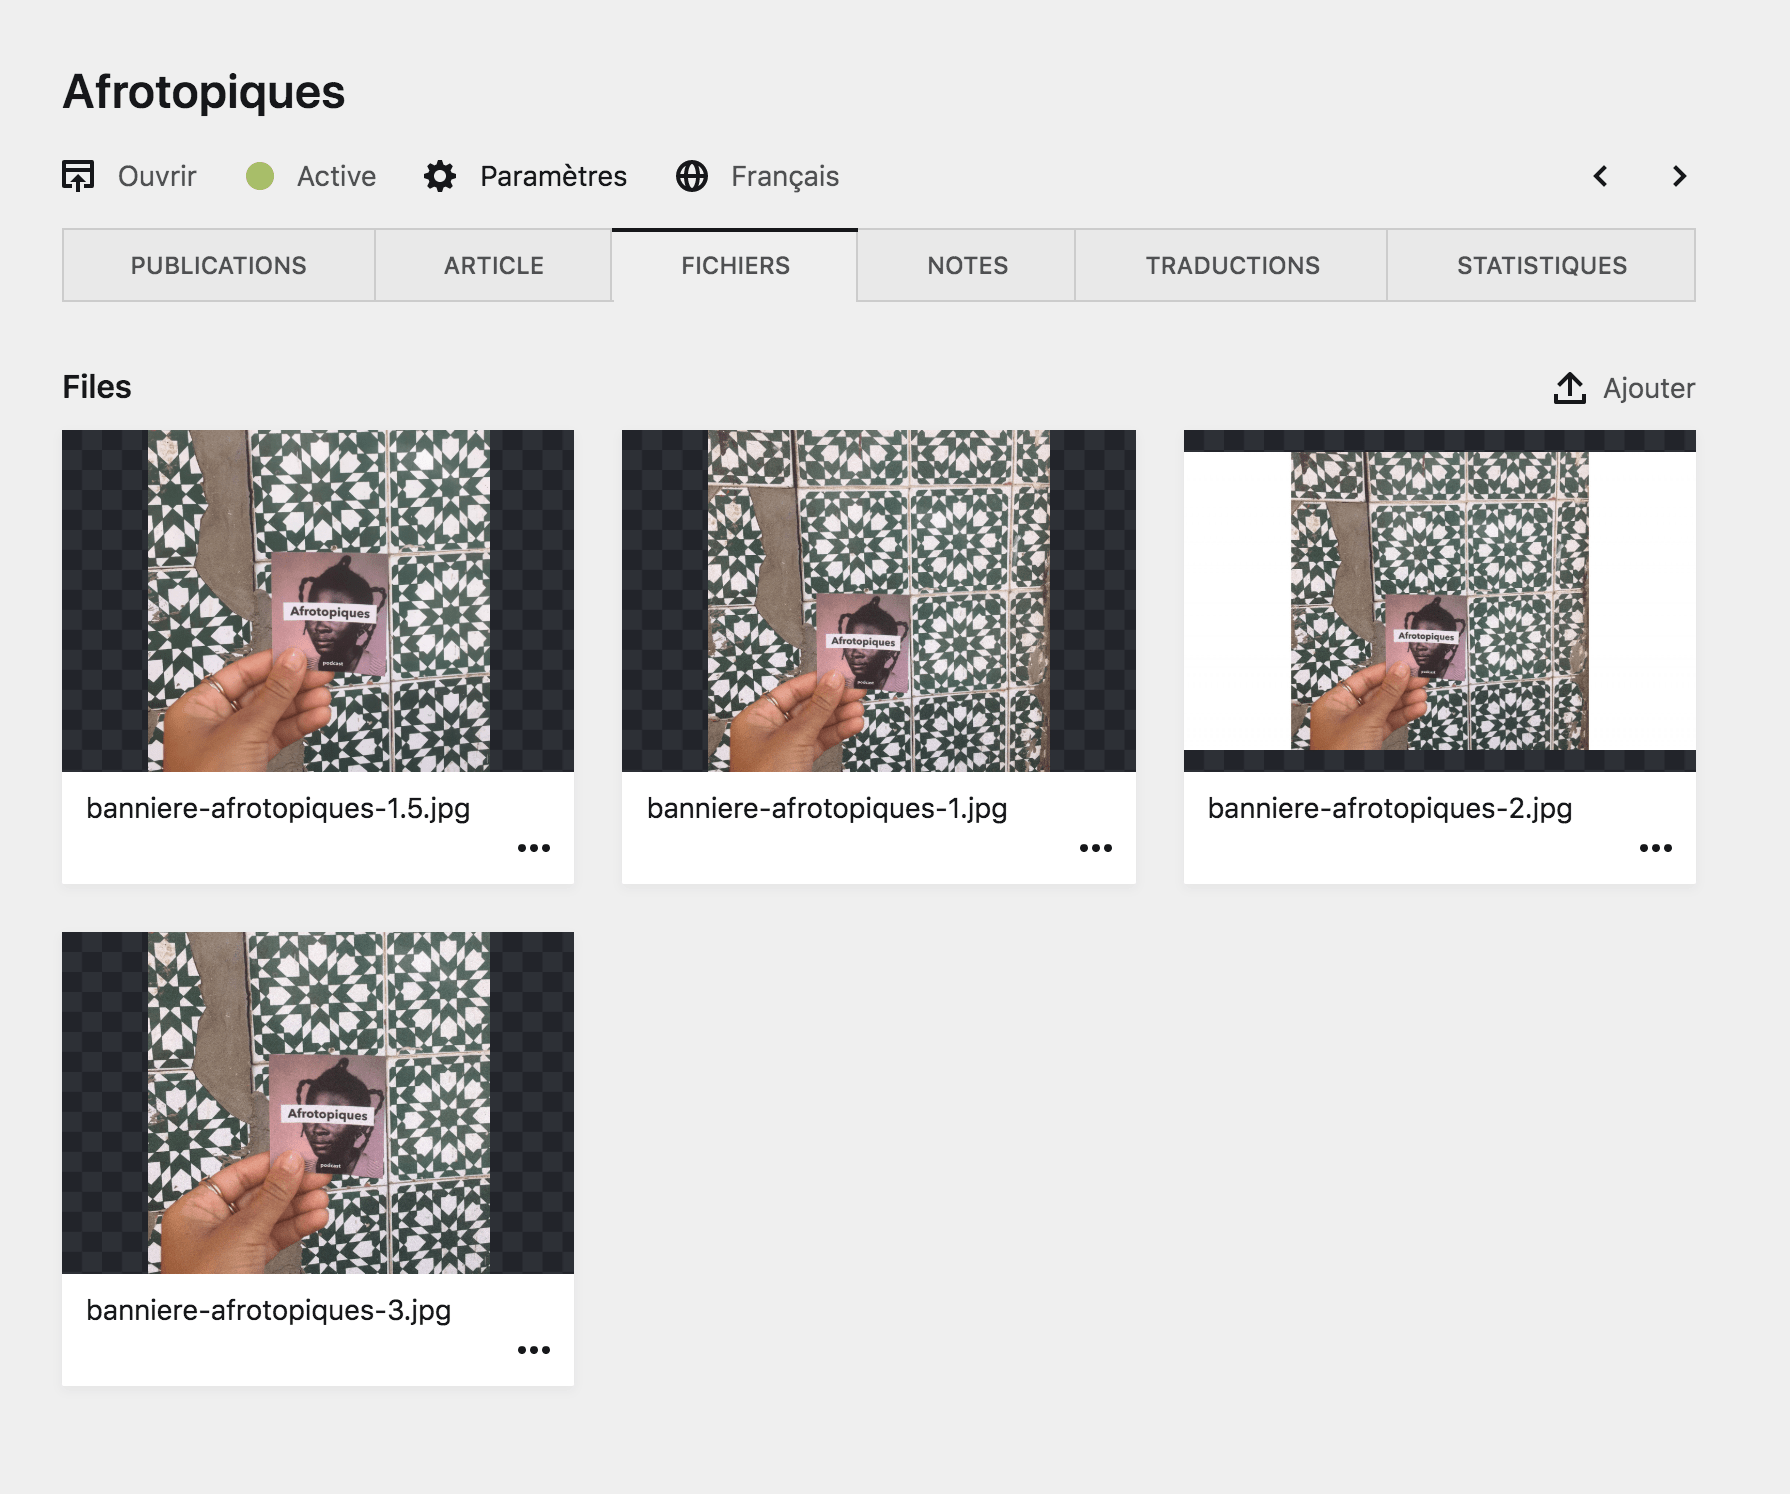 Afrotopiques
Ouvrir Active Paramètres Français
PUBLICATIONS ARTICLE FICHIERS NOTES TRADUCTIONS STATISTIQUES
Files Ajouter
Afrotopiques
podcast
Afrotopiques
podcast
Afrotopiques
podcast
banniere-afrotopiques-1.5.jpg
banniere-afrotopiques-1.jpg
banniere-afrotopiques-2.jpg
Afrotopiques
podcast
banniere-afrotopiques-3.jpg